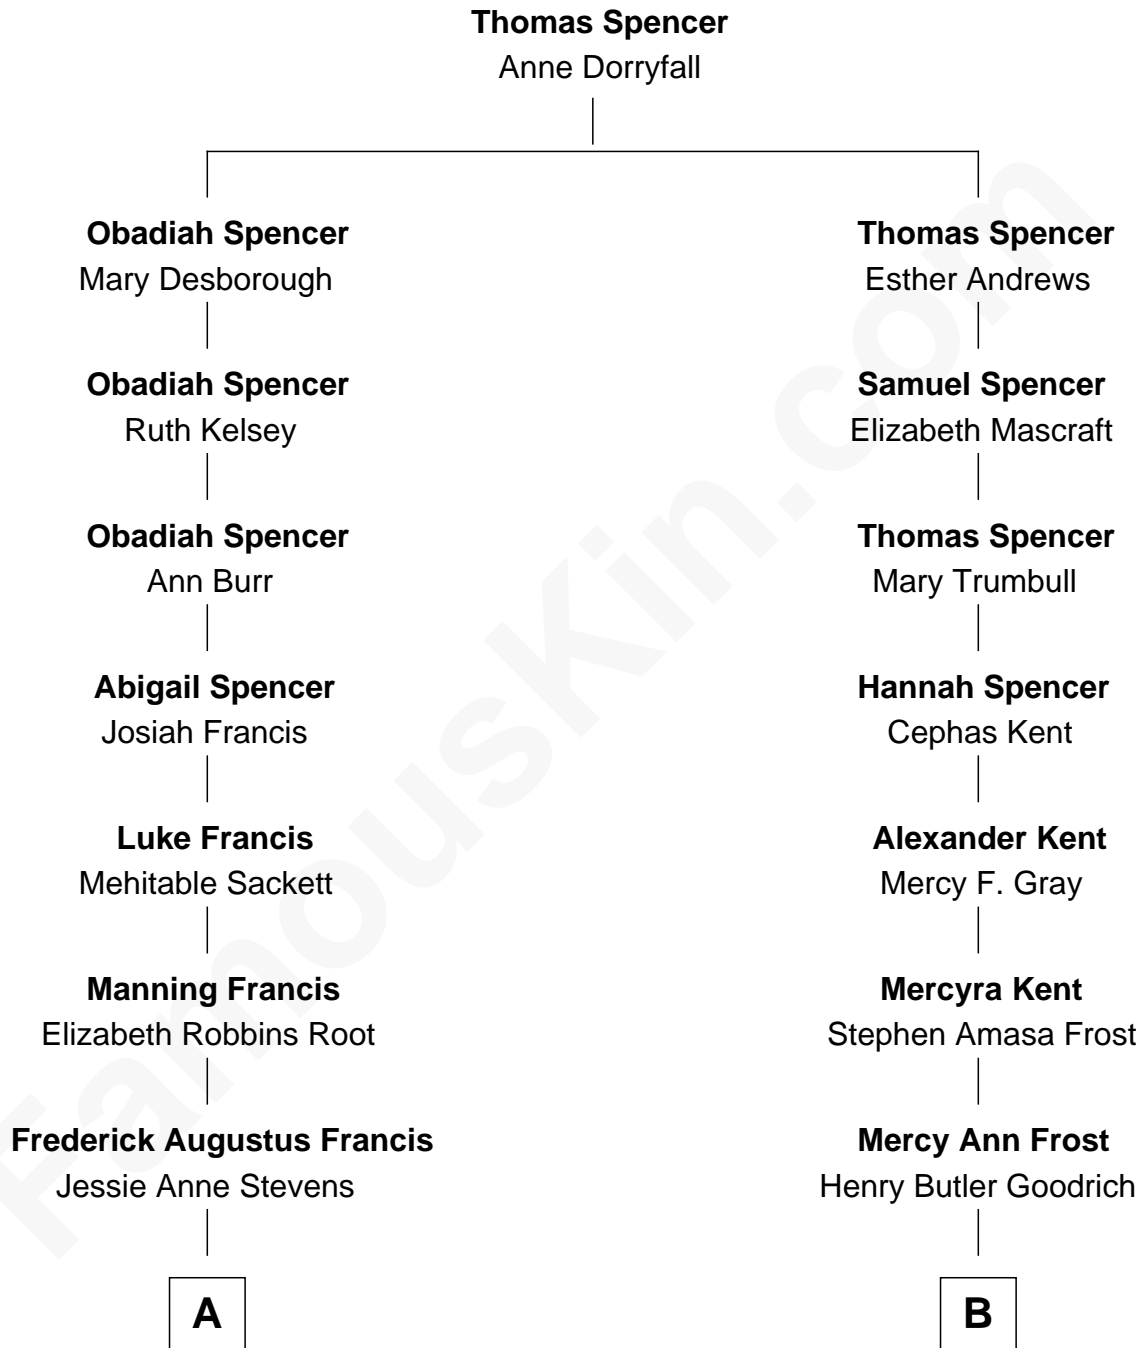 Thomas Spencer
Anne Dorryfall
Obadiah Spencer
Mary Desborough
Thomas Spencer
Esther Andrews
Obadiah Spencer
Ruth Kelsey
Samuel Spencer
Elizabeth Mascraft
Obadiah Spencer
Ann Burr
Thomas Spencer
Mary Trumbull
Abigail Spencer
Josiah Francis
Hannah Spencer
Cephas Kent
Luke Francis
Mehitable Sackett
Alexander Kent
Mercy F. Gray
Manning Francis
Elizabeth Robbins Root
Mercyra Kent
Stephen Amasa Frost
Frederick Augustus Francis
Jessie Anne Stevens
Mercy Ann Frost
Henry Butler Goodrich
A
B
FamousKin.com